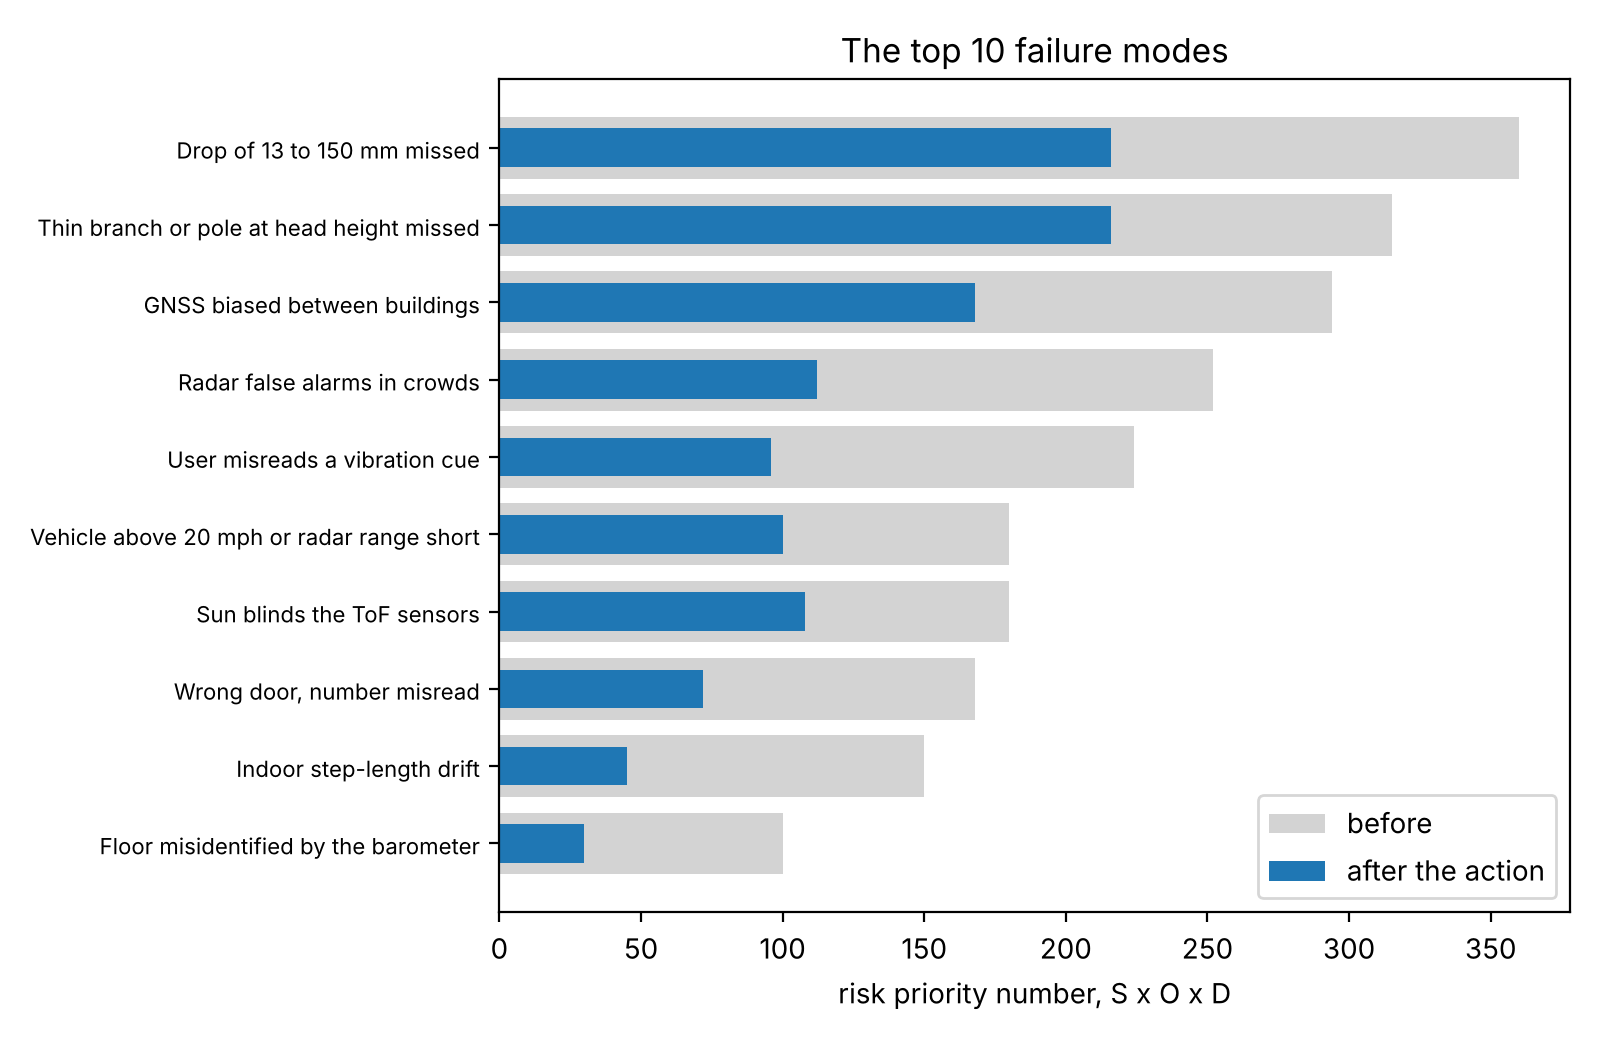 The top 10 failure modes
Drop of 13 to 150 mm missed
Thin branch or pole at head height missed
GNSS biased between buildings
Radar false alarms in crowds
User misreads a vibration cue
Vehicle above 20 mph or radar range short
Sun blinds the ToF sensors
Wrong door, number misread
Indoor step-length drift
Floor misidentified by the barometer
before
after the action
0 50 100 150 200 250 300 350
risk priority number, S x O x D